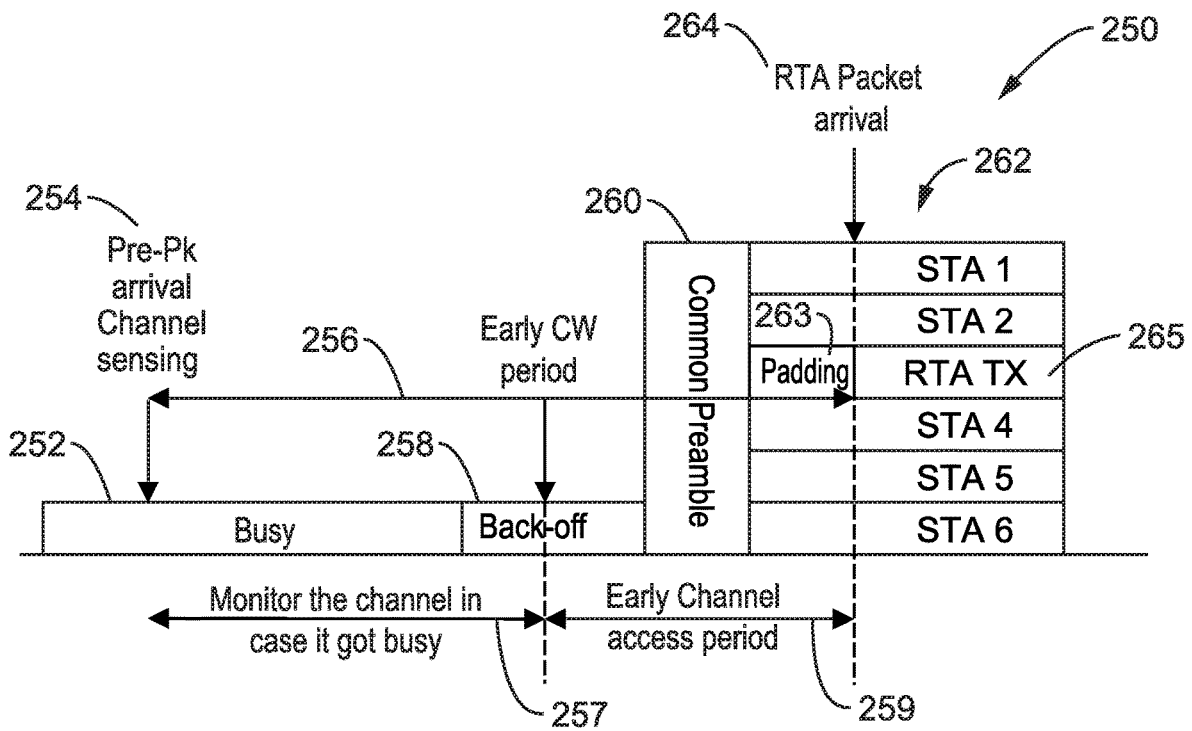 264
250
RTA Packet
arrival
262
254
260
Pre-Pk
arrival
Channel
sensing
256
Early CW
period
Common Preamble
STA 1
STA 2
263
Padding
RTA TX
265
STA 4
STA 5
STA 6
252
258
Busy
Back-off
Monitor the channel in
case it got busy
Early Channel
access period
257
259